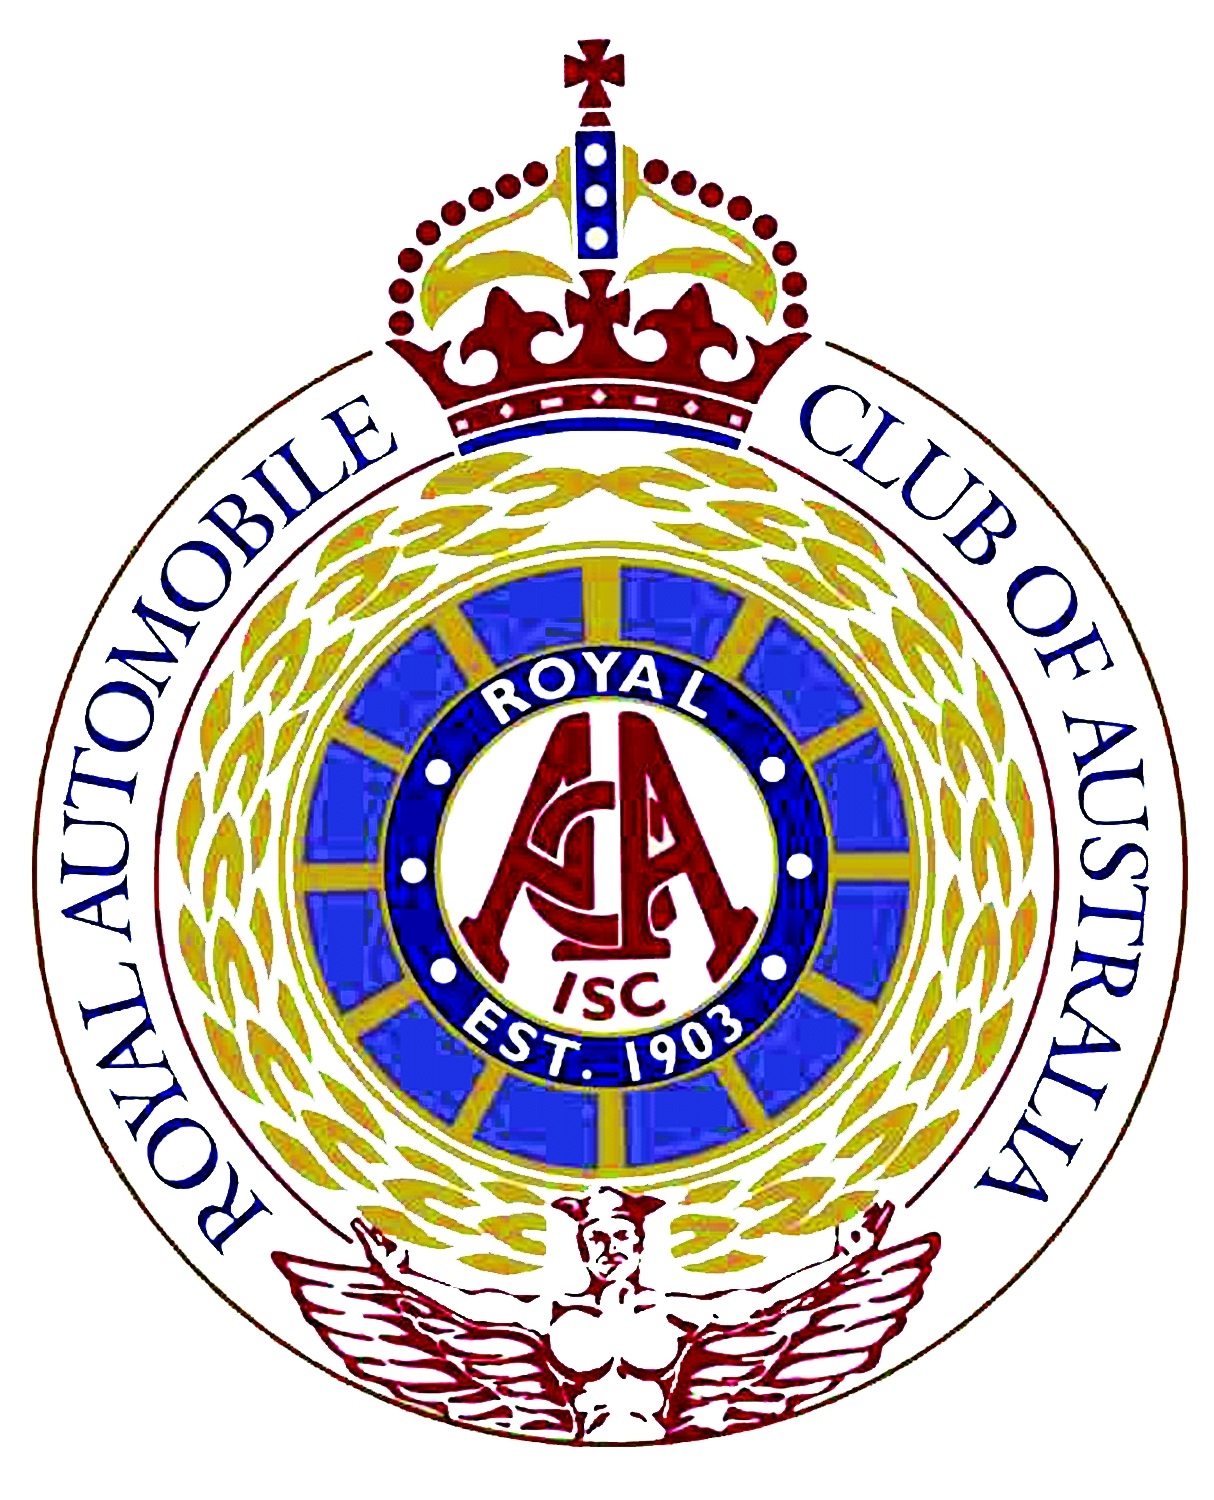 ROYAL AUTOMOBILE CLUB OF AUSTRALIA
ROYAL
ACA
ISC
EST. 1903